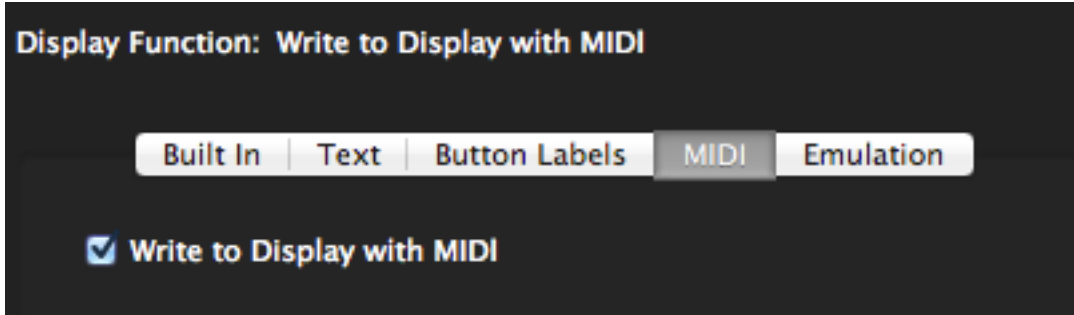 Display Function: Write to Display with MIDI
Built In Text Button Labels MIDI Emulation
Write to Display with MIDI